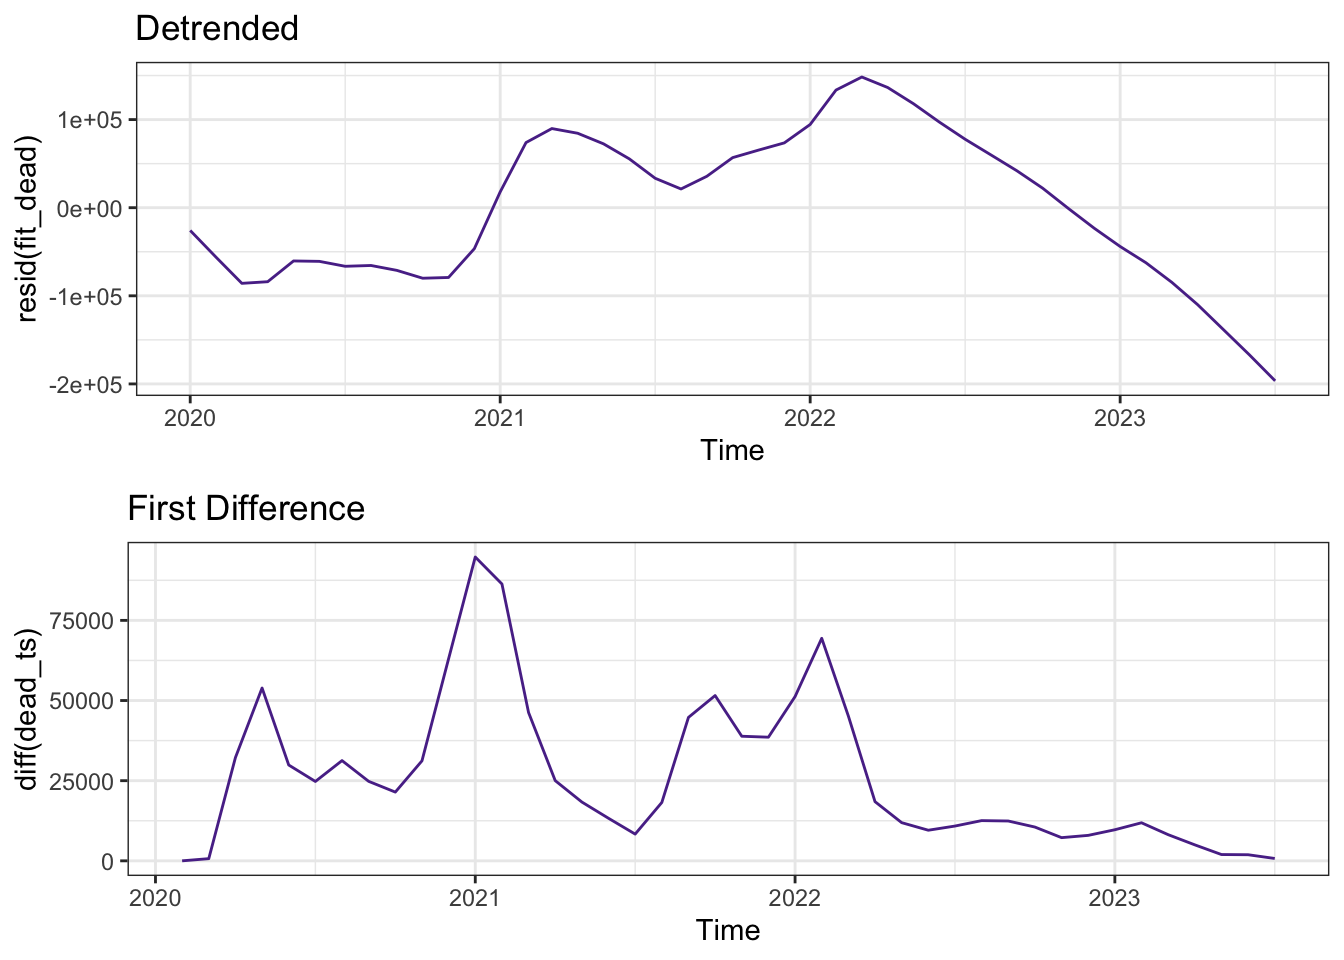 Detrended
resid(fit_dead)
1e+05
0e+00
-1e+05
-2e+05
2020 2021 2022 2023
Time
First Difference
diff(dead_ts)
75000
50000
25000
0
2020 2021 2022 2023
Time